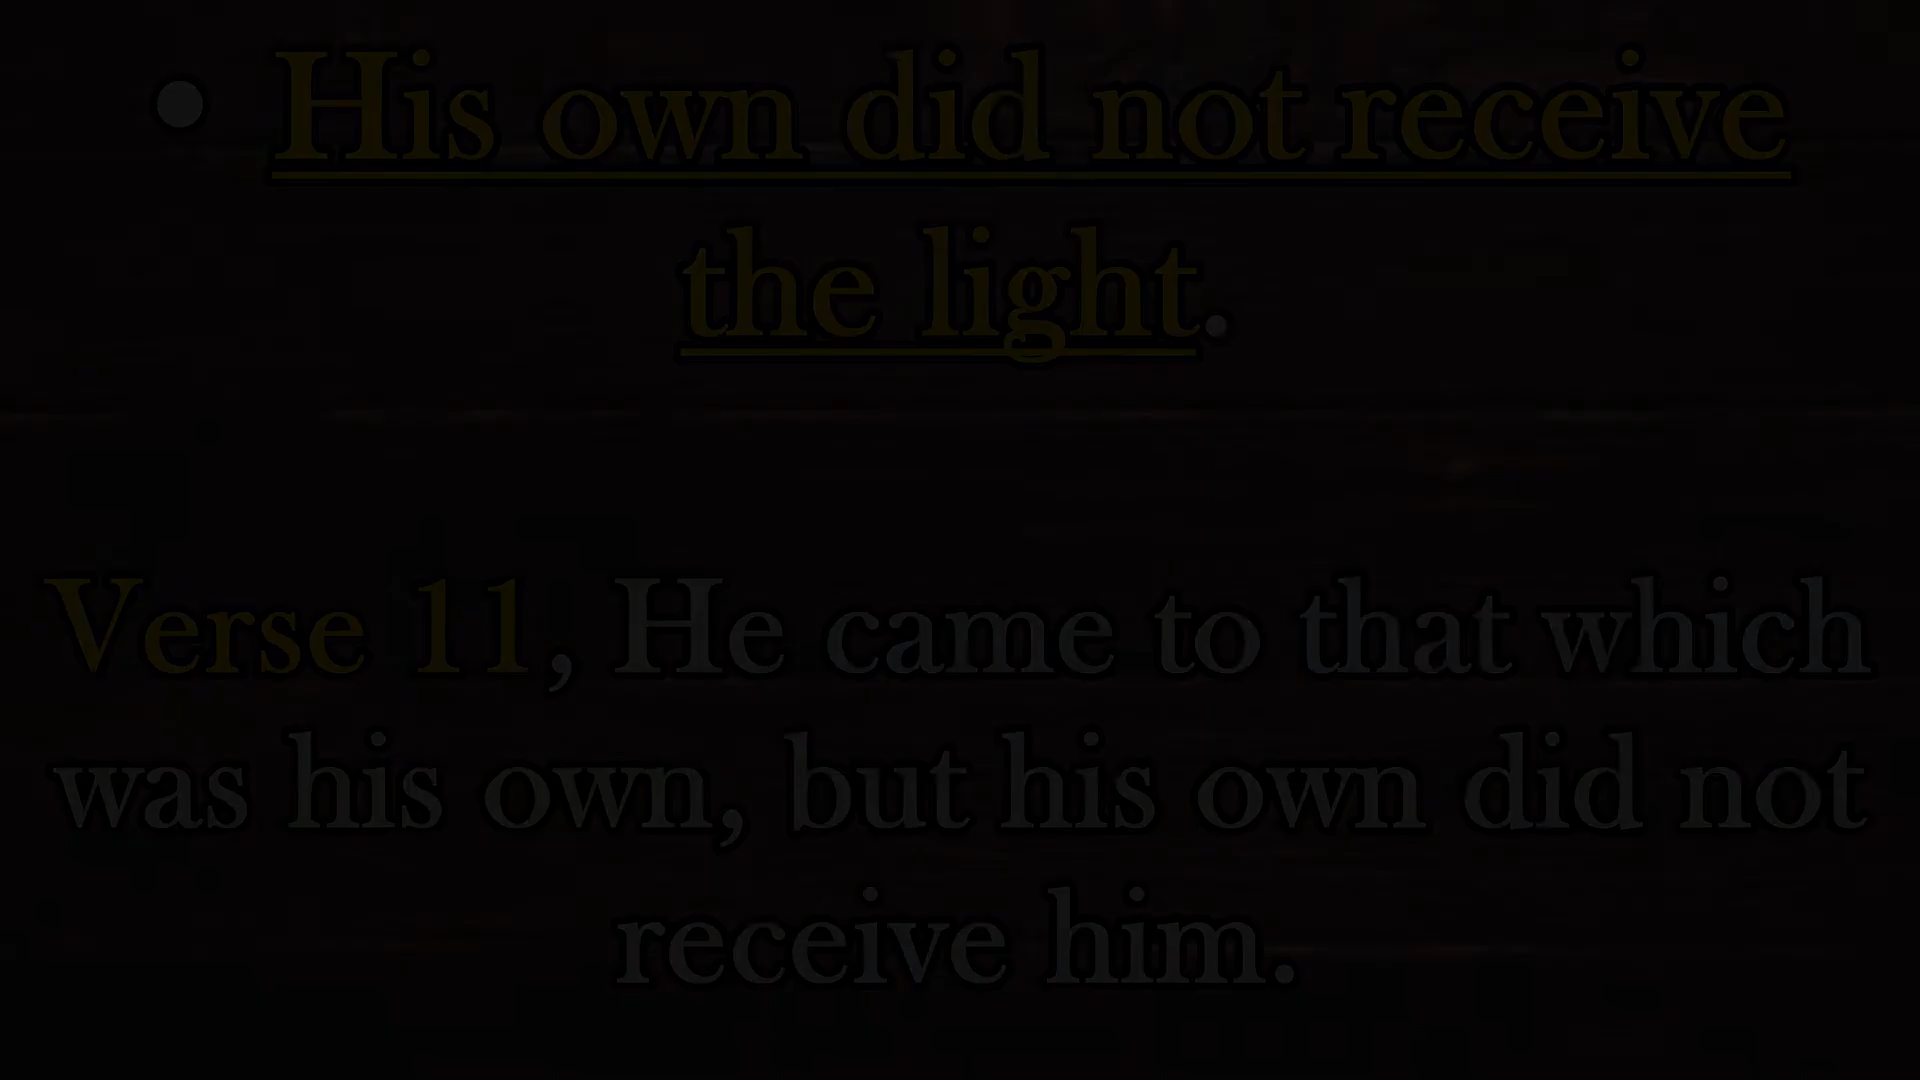 • His own did not receive
the light.
Verse 11, He came to that which
was his own, but his own did not
receive him.